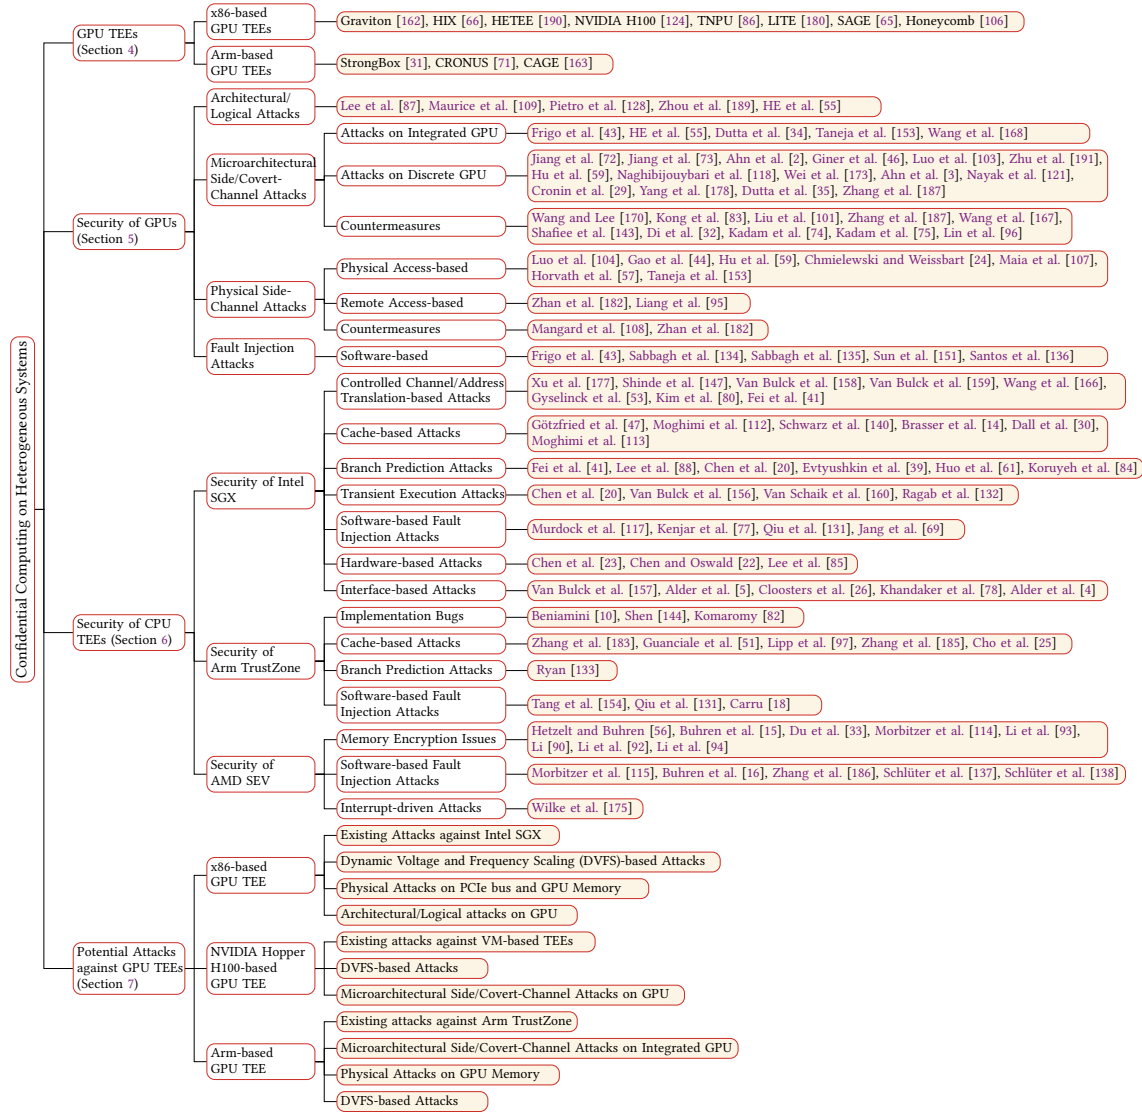 Confidential Computing on Heterogeneous Systems
GPU TEEs
(Section 4)
x86-based
GPU TEEs
Graviton [162], HIX [66], HETEE [190], NVIDIA H100 [124], TNPU [86], LITE [180], SAGE [65], Honeycomb [106]
Arm-based
GPU TEEs
StrongBox [31], CRONUS [71], CAGE [163]
Security of GPUs
(Section 5)
Architectural/
Logical Attacks
Lee et al. [87], Maurice et al. [109], Pietro et al. [128], Zhou et al. [189], HE et al. [55]
Microarchitectural
Side/Covert-
Channel Attacks
Attacks on Integrated GPU
Frigo et al. [43], HE et al. [55], Dutta et al. [34], Taneja et al. [153], Wang et al. [168]
Attacks on Discrete GPU
Jiang et al. [72], Jiang et al. [73], Ahn et al. [2], Giner et al. [46], Luo et al. [103], Zhu et al. [191],
Hu et al. [59], Naghibijouybari et al. [118], Wei et al. [173], Ahn et al. [3], Nayak et al. [121],
Cronin et al. [29], Yang et al. [178], Dutta et al. [35], Zhang et al. [187]
Countermeasures
Wang and Lee [170], Kong et al. [83], Liu et al. [101], Zhang et al. [187], Wang et al. [167],
Shafiee et al. [143], Di et al. [32], Kadam et al. [74], Kadam et al. [75], Lin et al. [96]
Physical Side-
Channel Attacks
Physical Access-based
Luo et al. [104], Gao et al. [44], Hu et al. [59], Chmielewski and Weissbart [24], Maia et al. [107],
Horvath et al. [57], Taneja et al. [153]
Remote Access-based
Zhan et al. [182], Liang et al. [95]
Countermeasures
Mangard et al. [108], Zhan et al. [182]
Fault Injection
Attacks
Software-based
Frigo et al. [43], Sabbagh et al. [134], Sabbagh et al. [135], Sun et al. [151], Santos et al. [136]
Security of CPU
TEEs (Section 6)
Security of Intel
SGX
Controlled Channel/Address
Translation-based Attacks
Xu et al. [177], Shinde et al. [147], Van Bulck et al. [158], Van Bulck et al. [159], Wang et al. [166],
Gyselinck et al. [53], Kim et al. [80], Fei et al. [41]
Cache-based Attacks
Götzfried et al. [47], Moghimi et al. [112], Schwarz et al. [140], Brasser et al. [14], Dall et al. [30],
Moghimi et al. [113]
Branch Prediction Attacks
Fei et al. [41], Lee et al. [88], Chen et al. [20], Evtyushkin et al. [39], Huo et al. [61], Koruyeh et al. [84]
Transient Execution Attacks
Chen et al. [20], Van Bulck et al. [156], Van Schaik et al. [160], Ragab et al. [132]
Software-based Fault
Injection Attacks
Murdock et al. [117], Kenjar et al. [77], Qiu et al. [131], Jang et al. [69]
Hardware-based Attacks
Chen et al. [23], Chen and Oswald [22], Lee et al. [85]
Interface-based Attacks
Van Bulck et al. [157], Alder et al. [5], Cloosters et al. [26], Khandaker et al. [78], Alder et al. [4]
Security of
Arm TrustZone
Implementation Bugs
Beniamini [10], Shen [144], Komaromy [82]
Cache-based Attacks
Zhang et al. [183], Guanciale et al. [51], Lipp et al. [97], Zhang et al. [185], Cho et al. [25]
Branch Prediction Attacks
Ryan [133]
Software-based Fault
Injection Attacks
Tang et al. [154], Qiu et al. [131], Carru [18]
Security of
AMD SEV
Memory Encryption Issues
Hetzelt and Buhren [56], Buhren et al. [15], Du et al. [33], Morbitzer et al. [114], Li et al. [93],
Li [90], Li et al. [92], Li et al. [94]
Software-based Fault
Injection Attacks
Morbitzer et al. [115], Buhren et al. [16], Zhang et al. [186], Schlüter et al. [137], Schlüter et al. [138]
Interrupt-driven Attacks
Wilke et al. [175]
Potential Attacks
against GPU TEEs
(Section 7)
x86-based
GPU TEE
Existing Attacks against Intel SGX
Dynamic Voltage and Frequency Scaling (DVFS)-based Attacks
Physical Attacks on PCIe bus and GPU Memory
Architectural/Logical attacks on GPU
NVIDIA Hopper
H100-based
GPU TEE
Existing attacks against VM-based TEEs
DVFS-based Attacks
Microarchitectural Side/Covert-Channel Attacks on GPU
Arm-based
GPU TEE
Existing attacks against Arm TrustZone
Microarchitectural Side/Covert-Channel Attacks on Integrated GPU
Physical Attacks on GPU Memory
DVFS-based Attacks